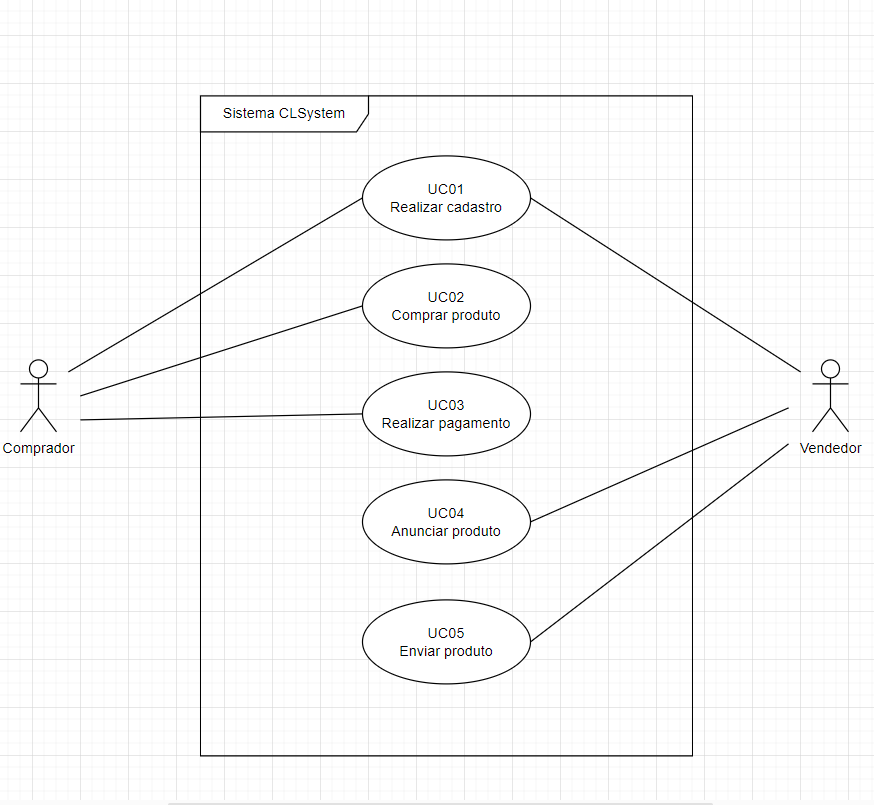 Sistema CLSystem
UC01
Realizar cadastro
UC02
Comprar produto
UC03
Realizar pagamento
Comprador
Vendedor
UC04
Anunciar produto
UC05
Enviar produto